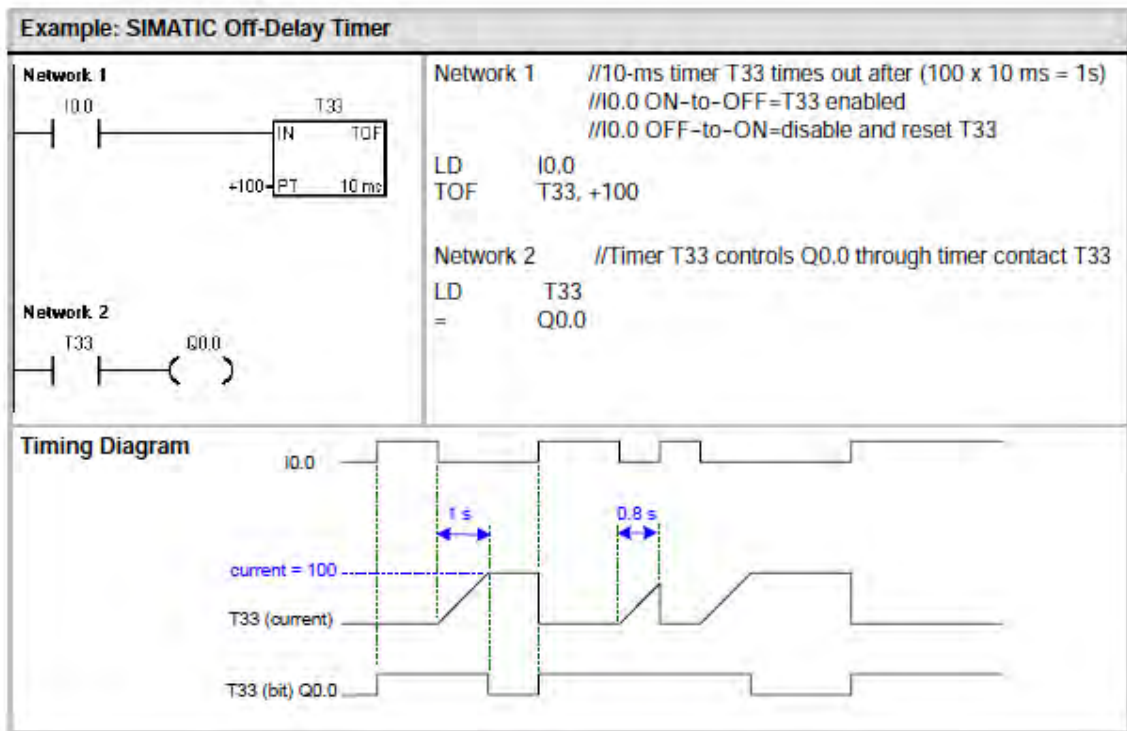 Example: SIMATIC Off-Delay Timer
Network 1
I0.0
T33
IN TOF
+100 PT 10 ms
Network 2
T33 Q0.0
Network 1 //10-ms timer T33 times out after (100 x 10 ms = 1s)
//I0.0 ON-to-OFF=T33 enabled
//I0.0 OFF-to-ON=disable and reset T33
LD I0.0
TOF T33, +100
Network 2 //Timer T33 controls Q0.0 through timer contact T33
LD T33
= Q0.0
Timing Diagram
I0.0
1 s 0.8 s
current = 100
T33 (current)
T33 (bit) Q0.0